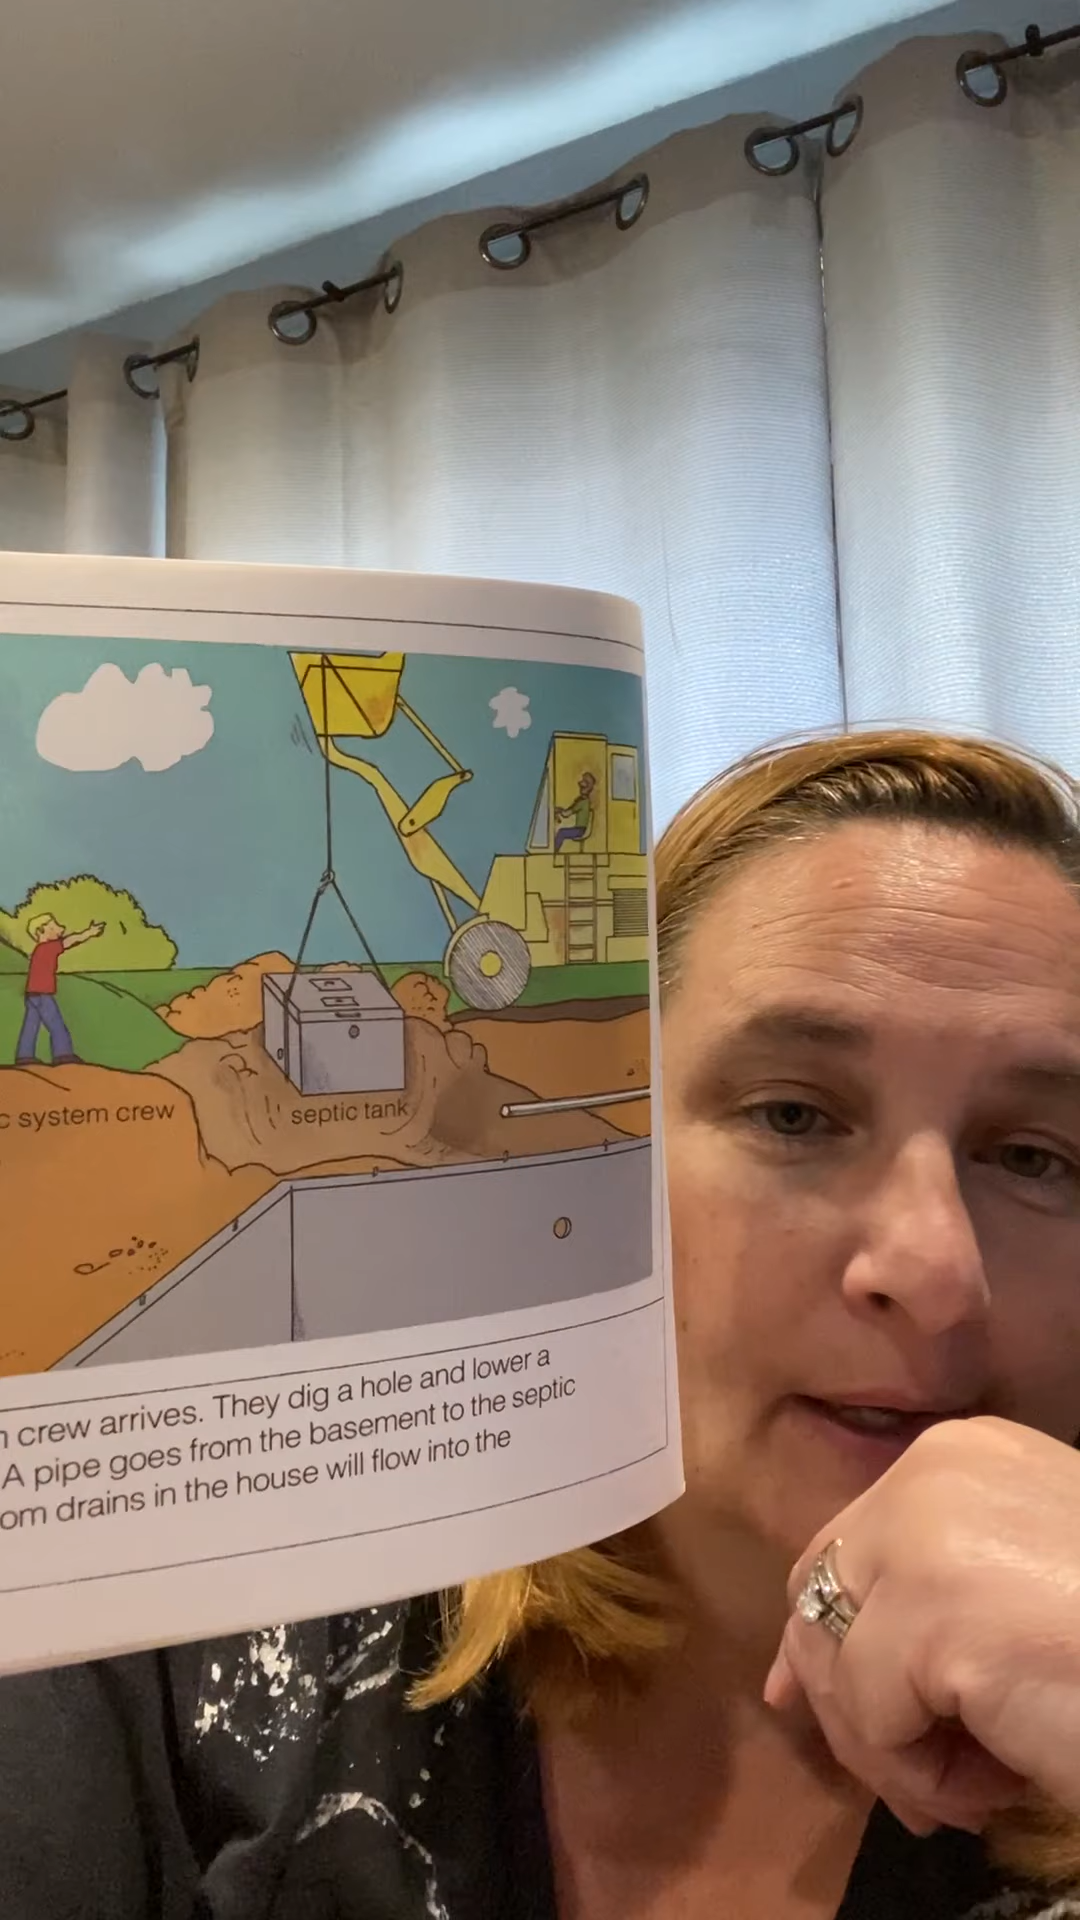 system crew
septic tank
crew arrives. They dig a hole and lower a
A pipe goes from the basement to the septic
drains in the house will flow into the